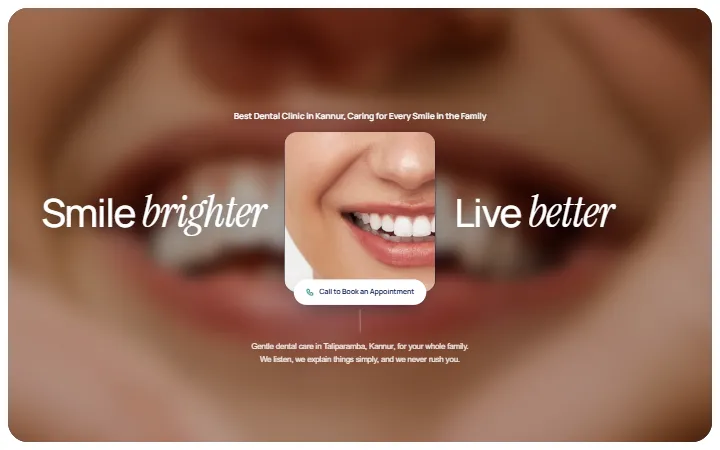 Best Dental Clinic in Kannur, Caring for Every Smile in the Family
Smile brighter
Live better
Call to Book an Appointment
Gentle dental care in Taliparamba, Kannur, for your whole family.
We listen, we explain things simply, and we never rush you.